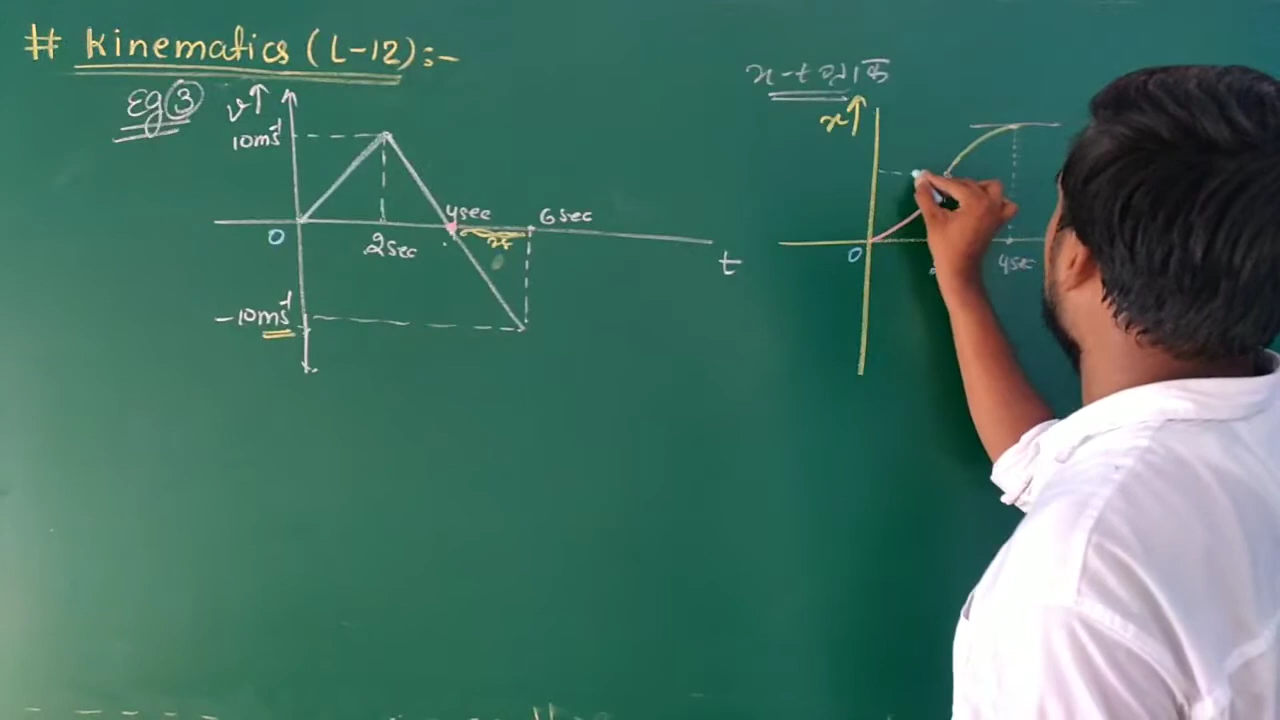 # Kinematics (L-12):-
Eg ③
v↑
10ms⁻¹
0
2sec
4sec
6sec
t
-10ms⁻¹
x-t ग्राफ
x↑
0
4sec